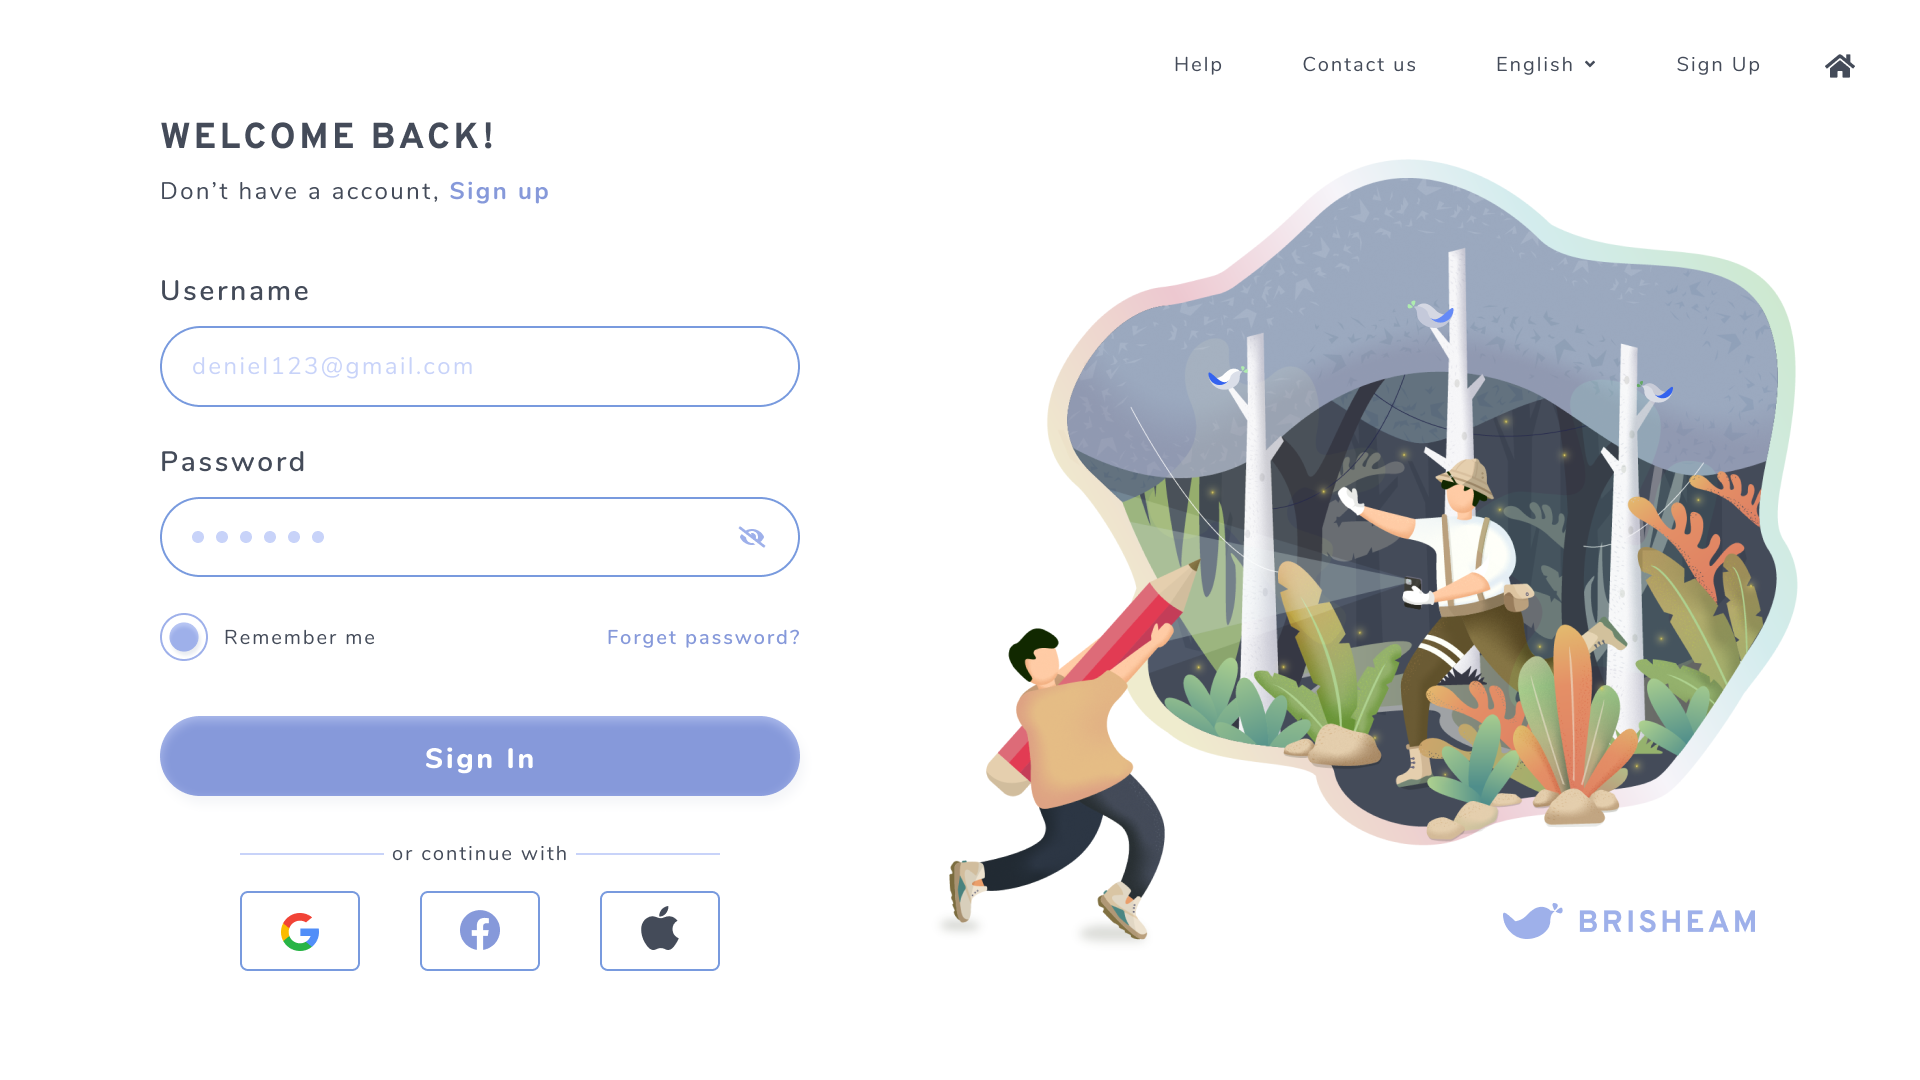 Help Contact us English Sign Up
WELCOME BACK!
Don’t have a account, Sign up
Username
deniel123@gmail.com
Password
Remember me Forget password?
Sign In
or continue with
BRISHEAM